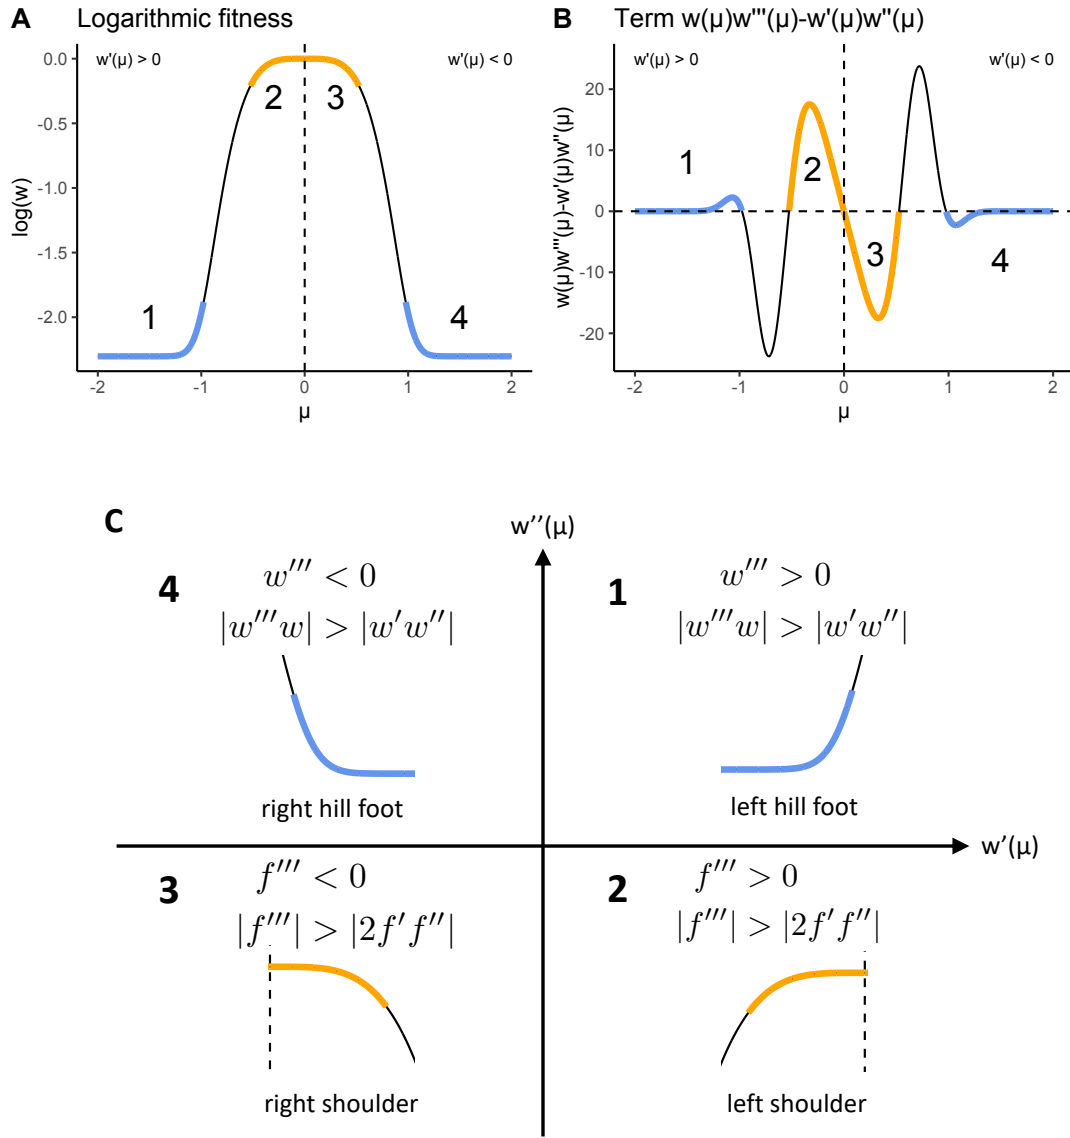 A Logarithmic fitness
w'(μ) > 0
w'(μ) < 0
0.0
-0.5
-1.0
-1.5
-2.0
log(w)
1
2
3
4
-2
-1
0
1
2
μ
B Term w(μ)w'''(μ)-w'(μ)w''(μ)
w'(μ) > 0
w'(μ) < 0
20
10
0
-10
-20
w(μ)w'''(μ)-w'(μ)w''(μ)
1
2
3
4
-2
-1
0
1
2
μ
C
w’’(μ)
4
w''' < 0
|w'''w| > |w'w''|
right hill foot
1
w''' > 0
|w'''w| > |w'w''|
left hill foot
w’(μ)
3
f''' < 0
|f'''| > |2f'f''|
right shoulder
2
f''' > 0
|f'''| > |2f'f''|
left shoulder